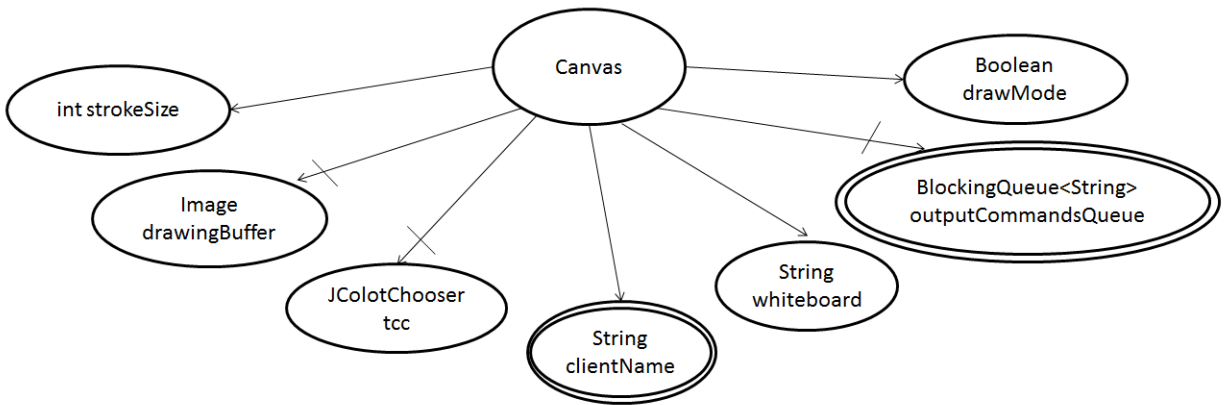 Canvas
Boolean
drawMode
int strokeSize
BlockingQueue<String>
outputCommandsQueue
Image
drawingBuffer
String
whiteboard
JColotChooser
tcc
String
clientName